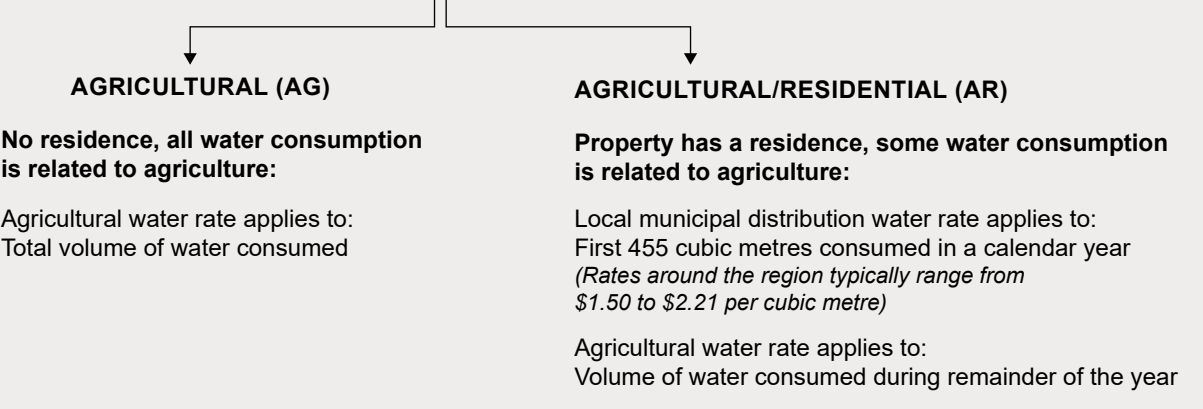 AGRICULTURAL (AG)
No residence, all water consumption
is related to agriculture:
Agricultural water rate applies to:
Total volume of water consumed
AGRICULTURAL/RESIDENTIAL (AR)
Property has a residence, some water consumption
is related to agriculture:
Local municipal distribution water rate applies to:
First 455 cubic metres consumed in a calendar year
(Rates around the region typically range from
$1.50 to $2.21 per cubic metre)
Agricultural water rate applies to:
Volume of water consumed during remainder of the year